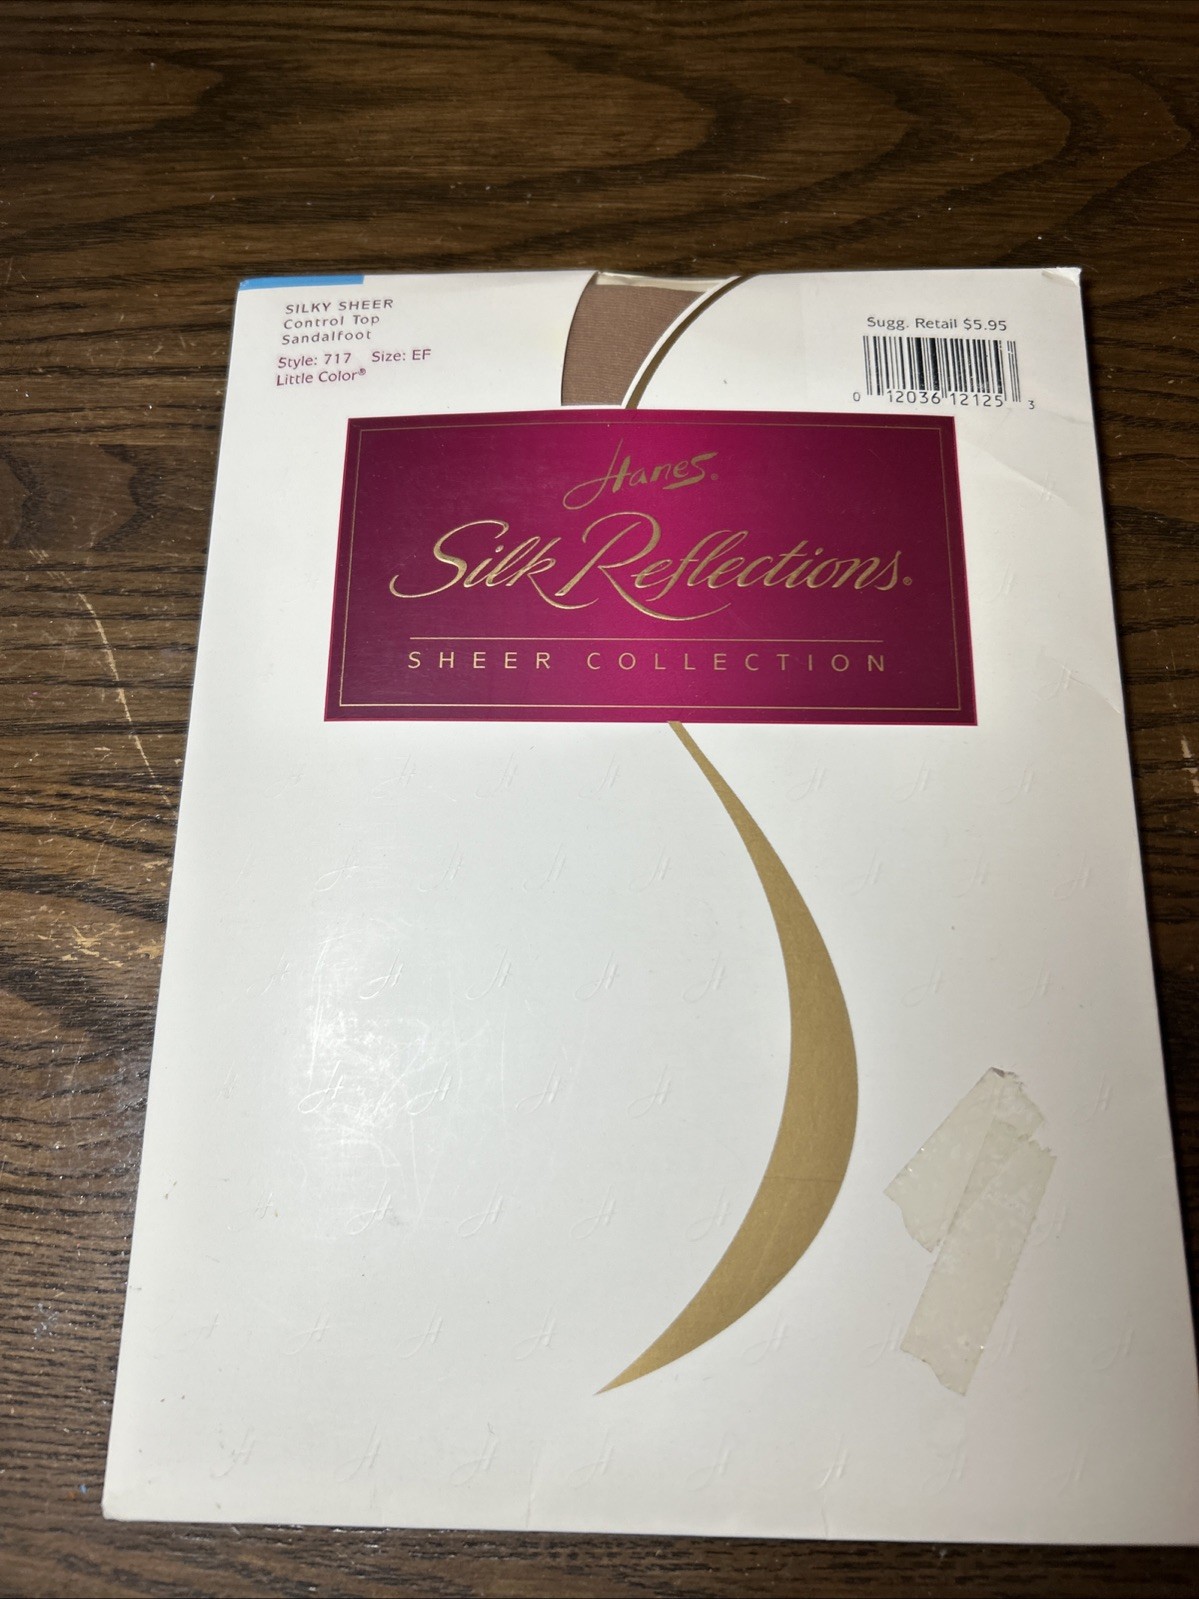 SILKY SHEER
Control Top
Sandalfoot
Style: 717 Size: EF
Little Color®
Sugg. Retail $5.95
0 12036 12125 3
Hanes®
Silk Reflections®
SHEER COLLECTION